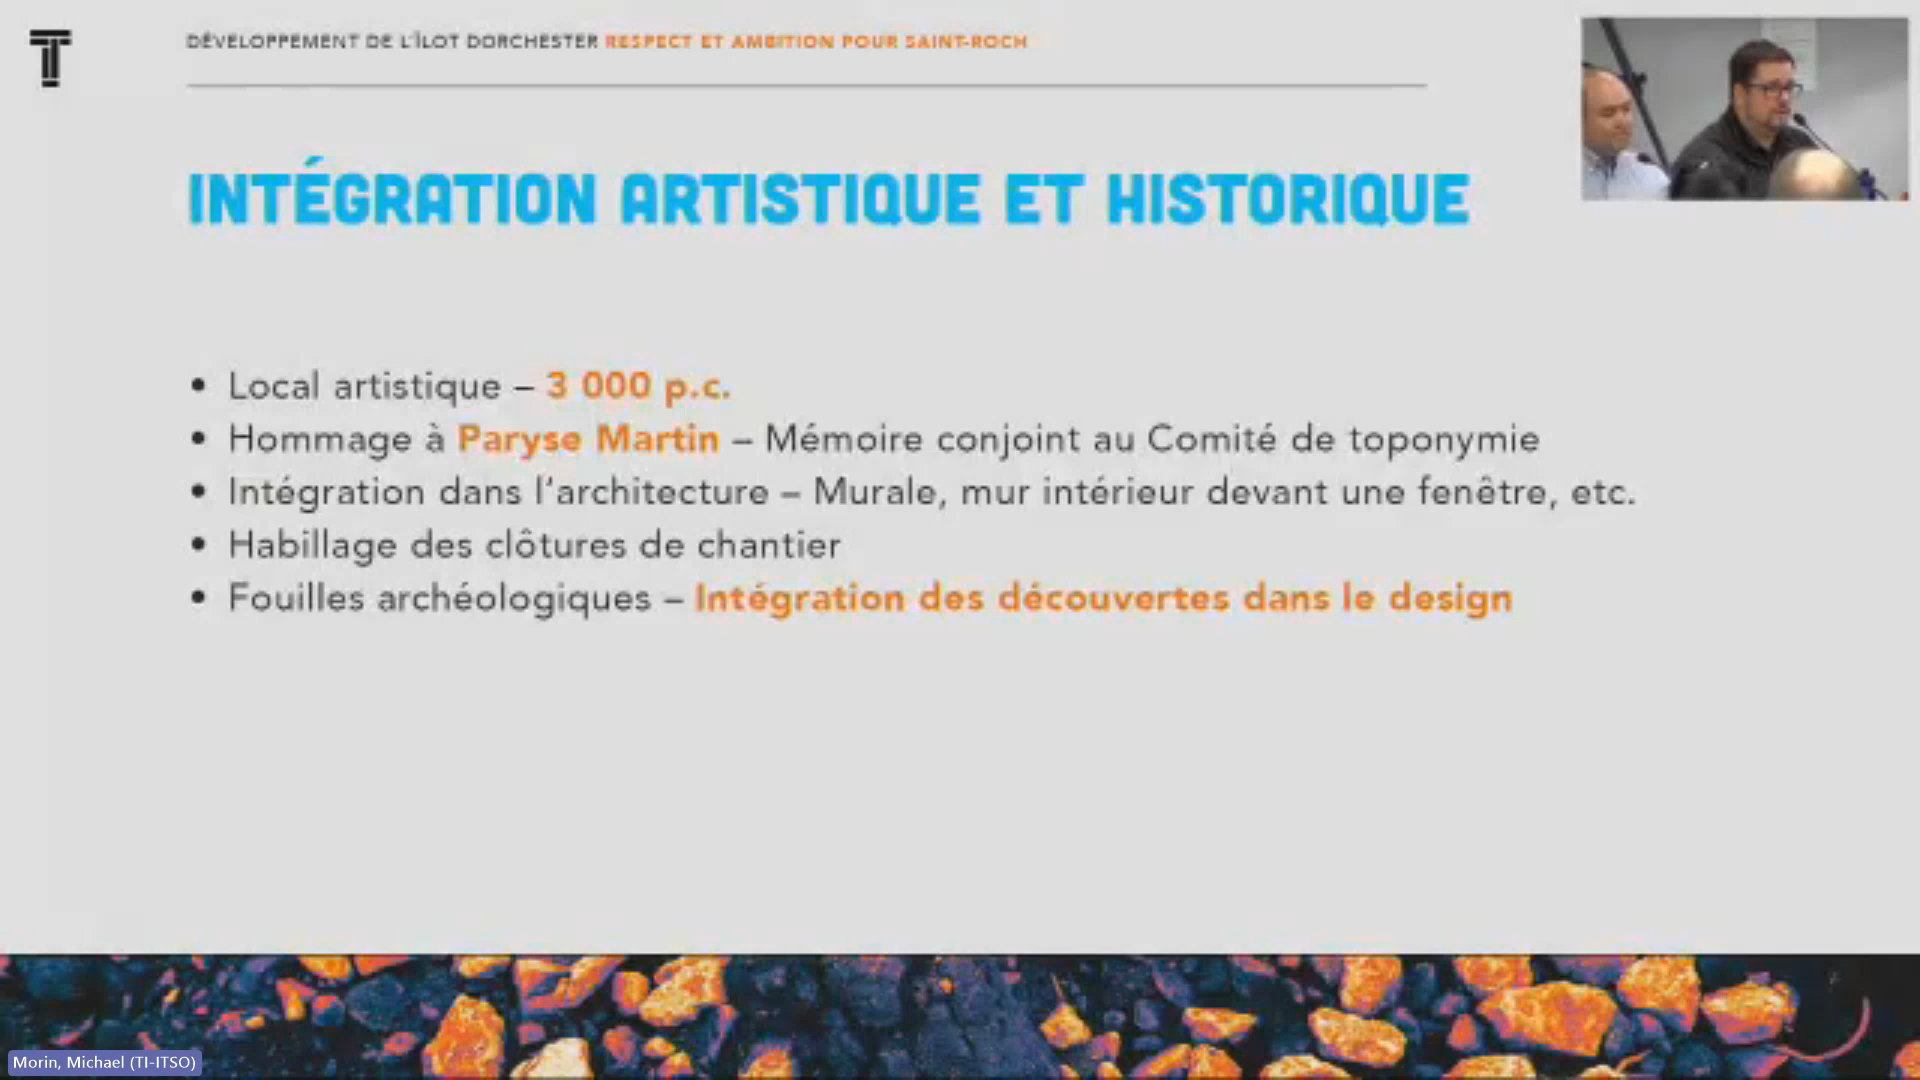 DÉVELOPPEMENT DE L'ÎLOT DORCHESTER RESPECT ET AMBITION POUR SAINT-ROCH
INTÉGRATION ARTISTIQUE ET HISTORIQUE
• Local artistique – 3 000 p.c.
• Hommage à Paryse Martin – Mémoire conjoint au Comité de toponymie
• Intégration dans l'architecture – Murale, mur intérieur devant une fenêtre, etc.
• Habillage des clôtures de chantier
• Fouilles archéologiques – Intégration des découvertes dans le design
Morin, Michael (TI-ITSO)